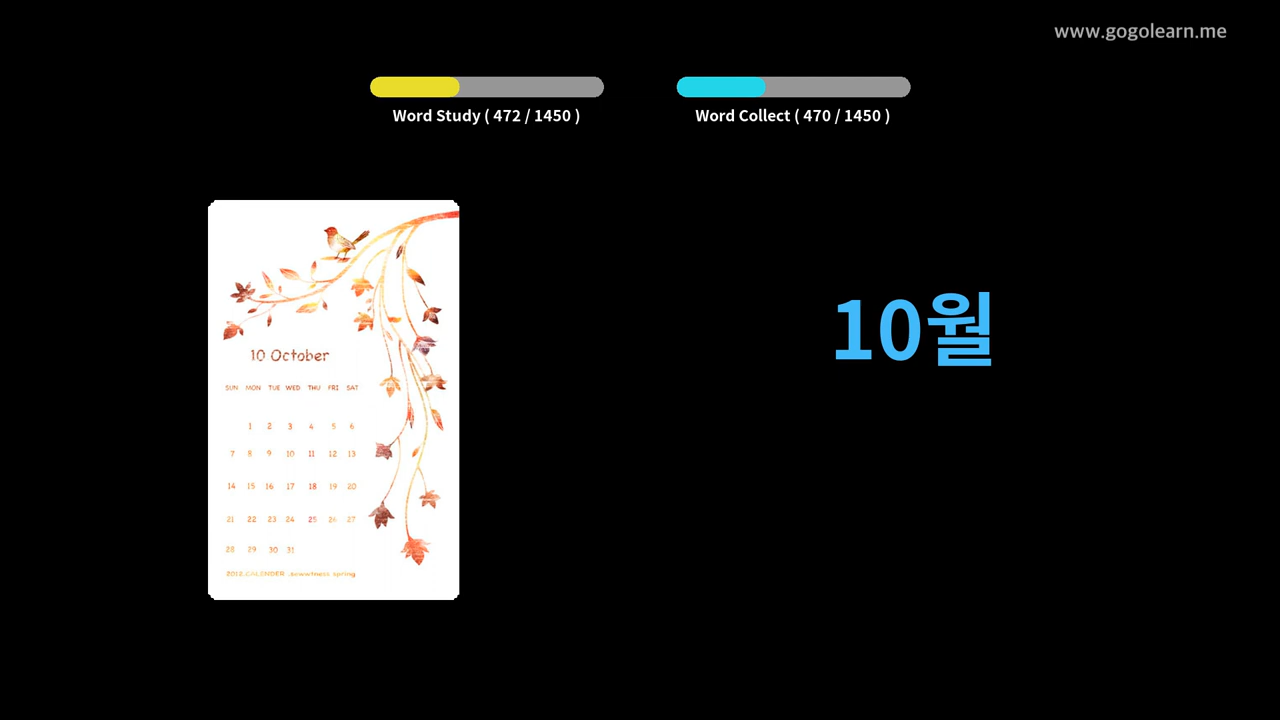 www.gogolearn.me
Word Study ( 472 / 1450 )
Word Collect ( 470 / 1450 )
10월
10 October
SUN MON TUE WED THU FRI SAT
1 2 3 4 5 6
7 8 9 10 11 12 13
14 15 16 17 18 19 20
21 22 23 24 25 26 27
28 29 30 31
CALENDER